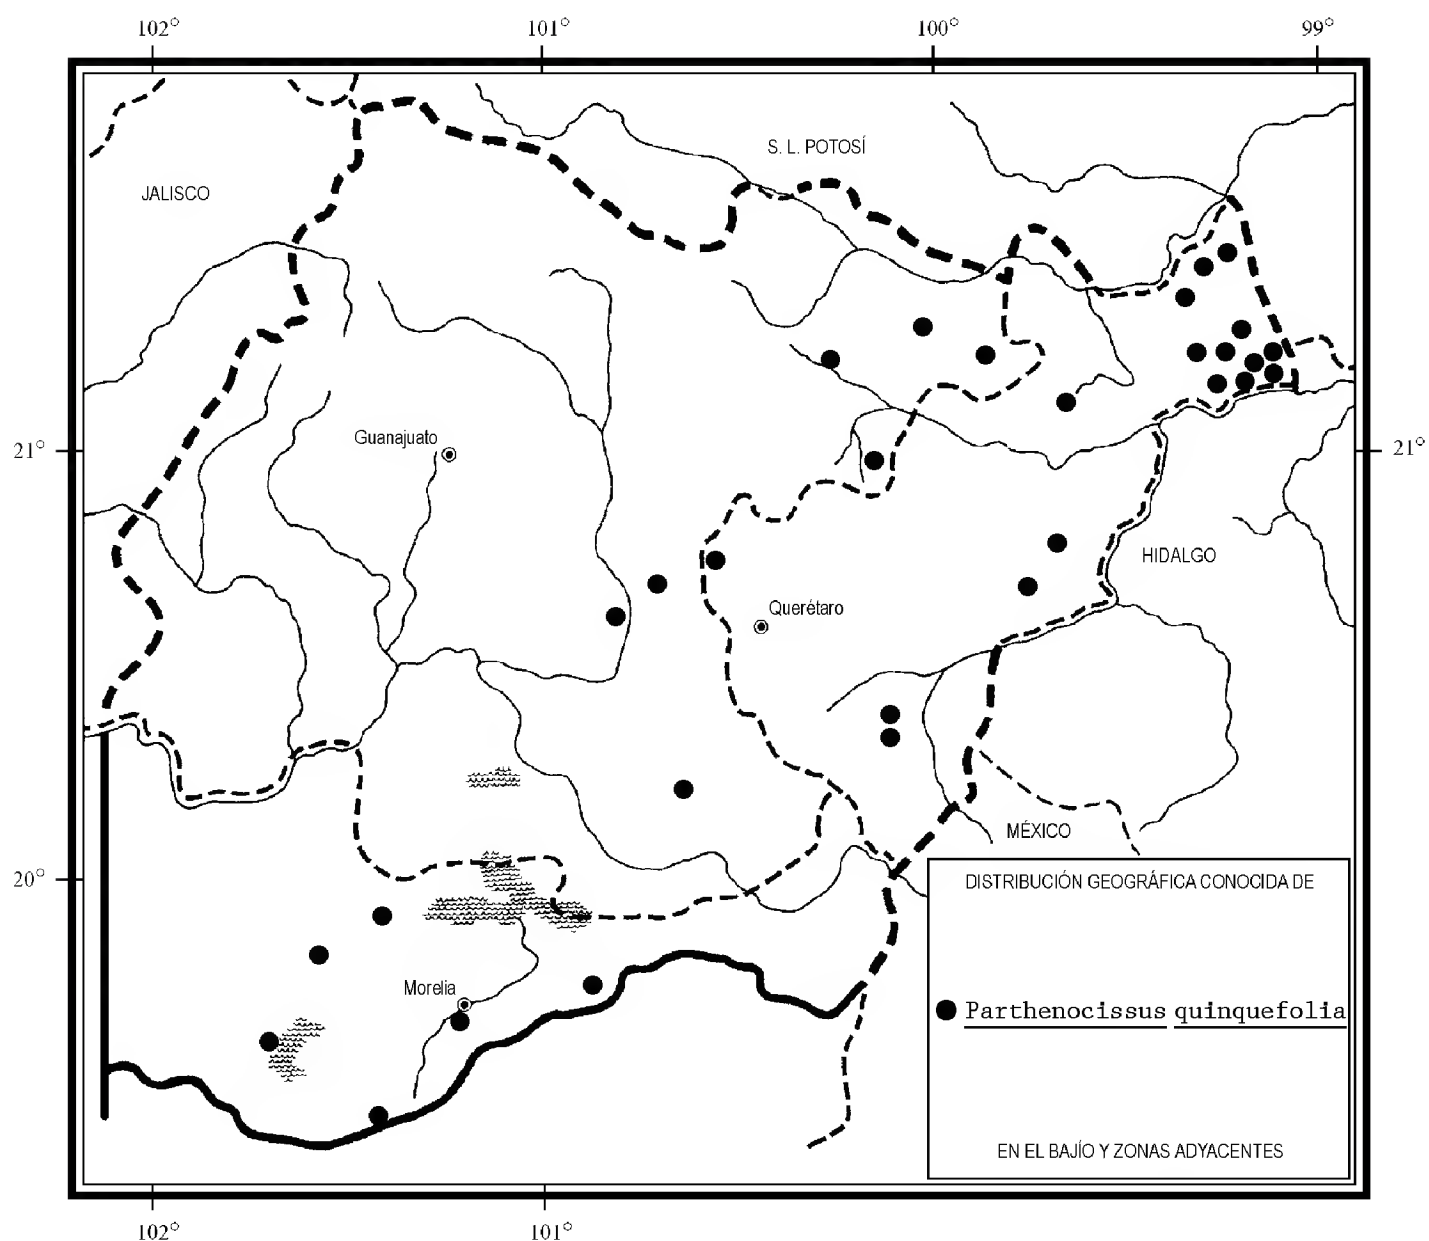 102° 101° 100° 99°
S. L. POTOSÍ
JALISCO
Guanajuato
21° 21°
HIDALGO
Querétaro
MÉXICO
20°
DISTRIBUCIÓN GEOGRÁFICA CONOCIDA DE
Morelia
Parthenocissus quinquefolia
EN EL BAJÍO Y ZONAS ADYACENTES
102° 101°